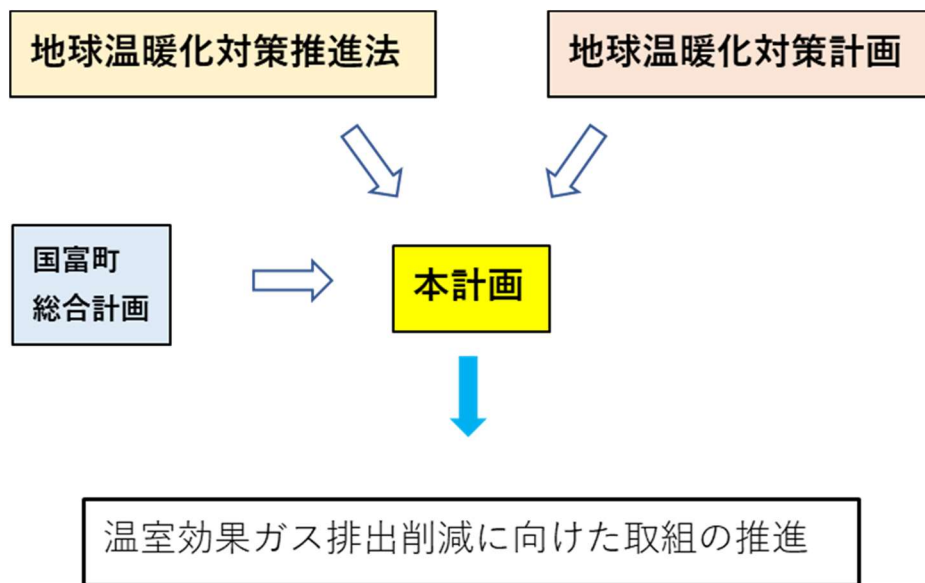 地球温暖化対策推進法
地球温暖化対策計画
国富町
総合計画
本計画
温室効果ガス排出削減に向けた取組の推進